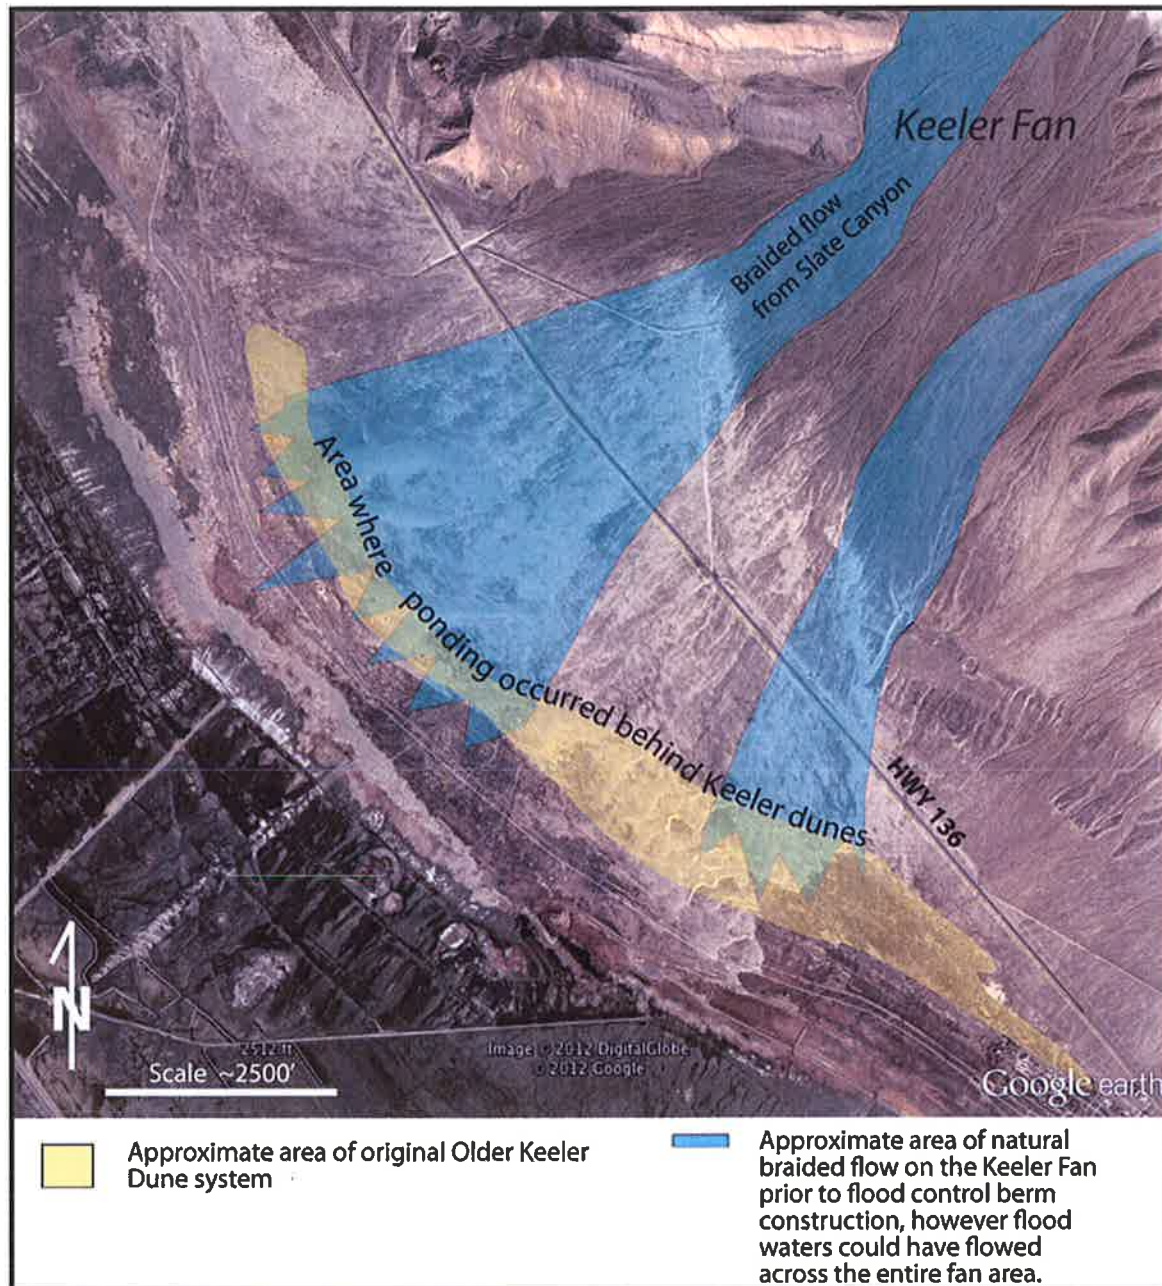 Keeler Fan
Braided flow
from Slate Canyon
Area where ponding occurred behind Keeler dunes
HWY 136
N
2512 ft
Scale ~2500'
Image © 2012 DigitalGlobe
© 2012 Google
Google earth
Approximate area of original Older Keeler
Dune system
Approximate area of natural
braided flow on the Keeler Fan
prior to flood control berm
construction, however flood
waters could have flowed
across the entire fan area.